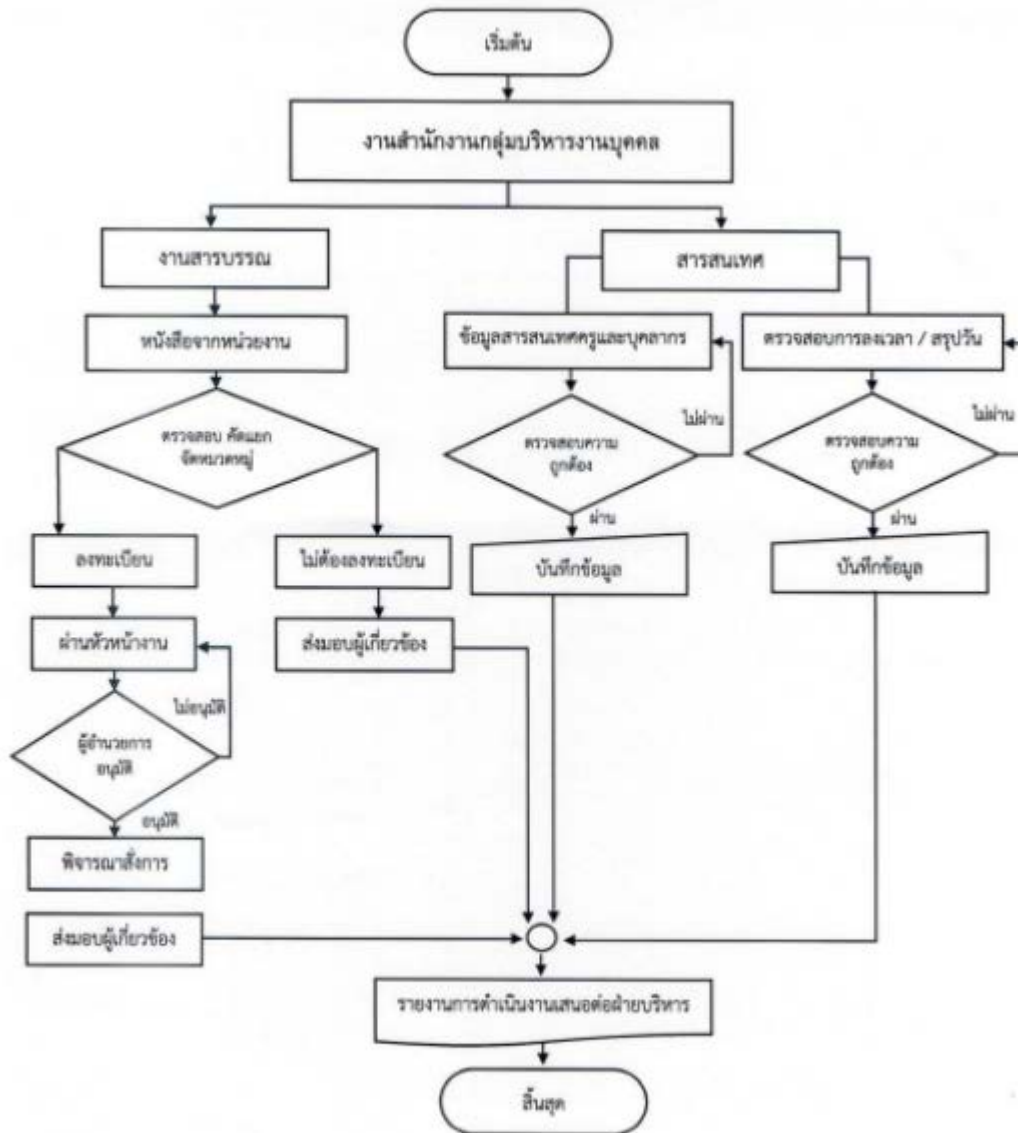 เริ่มต้น
งานสำนักงานกลุ่มบริหารงานบุคคล
งานสารบรรณ
สารสนเทศ
หนังสือจากหน่วยงาน
ข้อมูลสารสนเทศครูและบุคลากร
ตรวจสอบการลงเวลา / สรุปวัน
ตรวจสอบ คัดแยก
จัดหมวดหมู่
ตรวจสอบความ
ถูกต้อง
ไม่ผ่าน
ตรวจสอบความ
ถูกต้อง
ไม่ผ่าน
ผ่าน
ผ่าน
ลงทะเบียน
ไม่ต้องลงทะเบียน
บันทึกข้อมูล
บันทึกข้อมูล
ผ่านหัวหน้างาน
ส่งมอบผู้เกี่ยวข้อง
ไม่อนุมัติ
ผู้อำนวยการ
อนุมัติ
อนุมัติ
พิจารณาสั่งการ
ส่งมอบผู้เกี่ยวข้อง
รายงานการดำเนินงานเสนอต่อฝ่ายบริหาร
สิ้นสุด